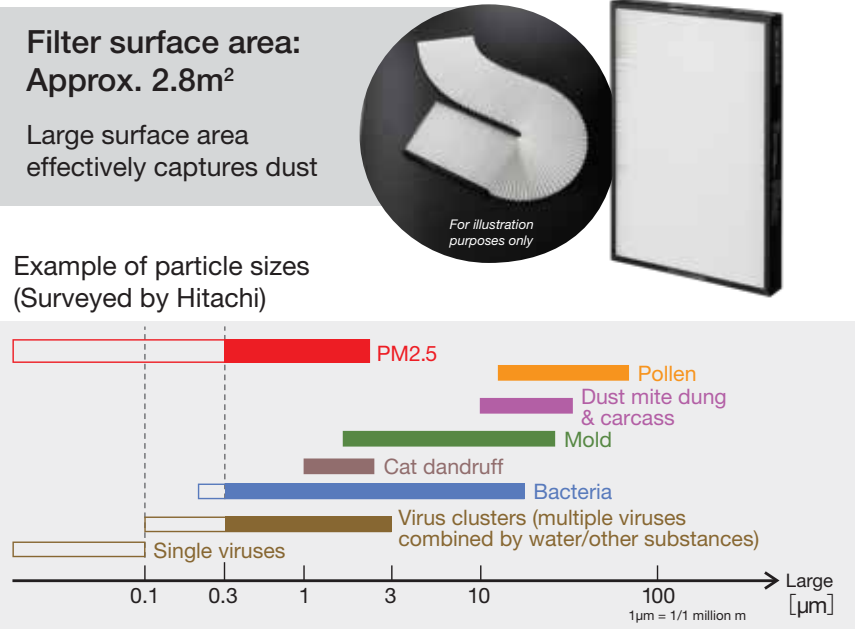 Filter surface area:
Approx. 2.8m²
Large surface area
effectively captures dust
For illustration
purposes only
Example of particle sizes
(Surveyed by Hitachi)
PM2.5
Pollen
Dust mite dung
& carcass
Mold
Cat dandruff
Bacteria
Virus clusters (multiple viruses
combined by water/other substances)
Single viruses
0.1 0.3 1 3 10 100
Large
[μm]
1μm = 1/1 million m